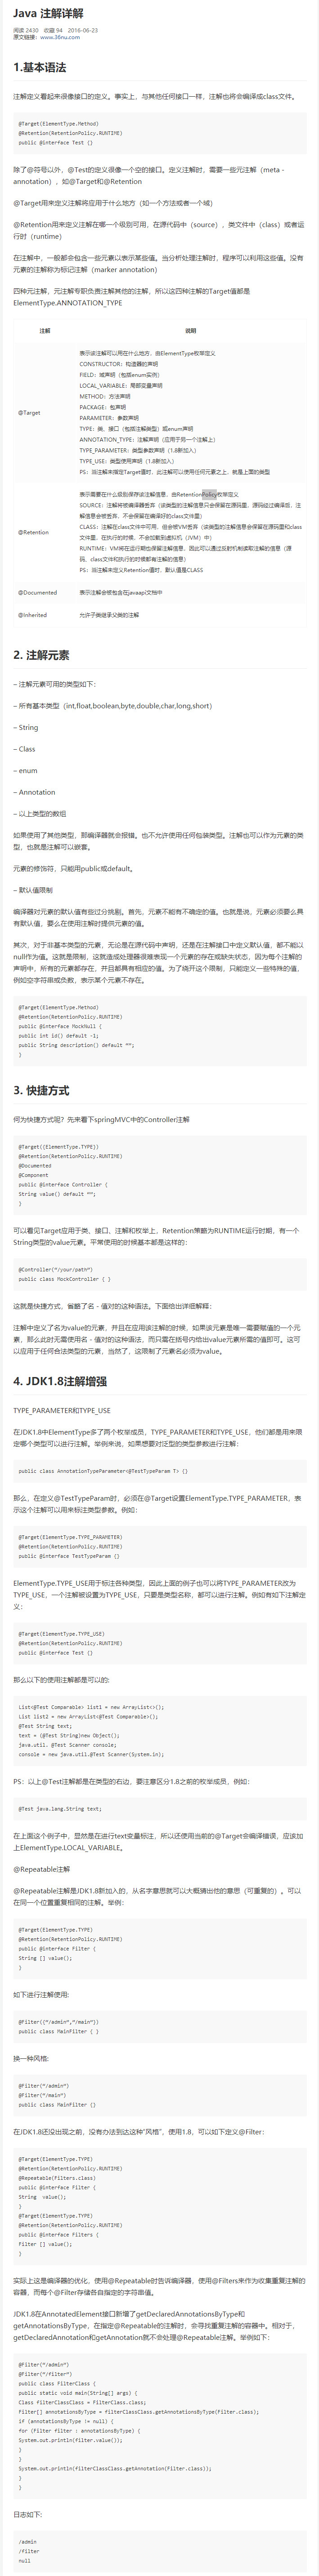 Java 注解详解
阅读 2430 收藏 94 2016-06-23
原文链接：www.36nu.com
1.基本语法
注解定义看起来很像接口的定义。事实上，与其他任何接口一样，注解也将会编译成class文件。
@Target(ElementType.Method)
@Retention(RetentionPolicy.RUNTIME)
public @interface Test {}
除了@符号以外，@Test的定义很像一个空的接口。定义注解时，需要一些元注解（meta -
annotation），如@Target和@Retention
@Target用来定义注解将应用于什么地方（如一个方法或者一个域）
@Retention用来定义注解在哪一个级别可用，在源代码中（source），类文件中（class）或者运
行时（runtime）
在注解中，一般都会包含一些元素以表示某些值。当分析处理注解时，程序可以利用这些值。没有
元素的注解称为标记注解（marker annotation）
四种元注解，元注解专职负责注解其他的注解，所以这四种注解的Target值都是
ElementType.ANNOTATION_TYPE
注解 说明
@Target
表示该注解可以用在什么地方，由ElementType枚举定义
CONSTRUCTOR：构造器的声明
FIELD：域声明（包括enum实例）
LOCAL_VARIABLE：局部变量声明
METHOD：方法声明
PACKAGE：包声明
PARAMETER：参数声明
TYPE：类、接口（包括注解类型）或enum声明
ANNOTATION_TYPE：注解声明（应用于另一个注解上）
TYPE_PARAMETER：类型参数声明（1.8新加入）
TYPE_USE：类型使用声明（1.8新加入）
PS：当注解未指定Target值时，此注解可以使用任何元素之上，就是上面的类型
@Retention
表示需要在什么级别保存该注解信息，由RetentionPolicy枚举定义
SOURCE：注解将被编译器丢弃（该类型的注解信息只会保留在源码里，源码经过编译后，注
解信息会被丢弃，不会保留在编译好的class文件里）
CLASS：注解在class文件中可用，但会被VM丢弃（该类型的注解信息会保留在源码里和class
文件里，在执行的时候，不会加载到虚拟机（JVM）中）
RUNTIME：VM将在运行期也保留注解信息，因此可以通过反射机制读取注解的信息（源
码、class文件和执行的时候都有注解的信息）
PS：当注解未定义Retention值时，默认值是CLASS
@Documented 表示注解会被包含在javaapi文档中
@Inherited 允许子类继承父类的注解
2. 注解元素
– 注解元素可用的类型如下：
– 所有基本类型（int,float,boolean,byte,double,char,long,short）
– String
– Class
– enum
– Annotation
– 以上类型的数组
如果使用了其他类型，那编译器就会报错。也不允许使用任何包装类型。注解也可以作为元素的类
型，也就是注解可以嵌套。
元素的修饰符，只能用public或default。
– 默认值限制
编译器对元素的默认值有些过分挑剔。首先，元素不能有不确定的值。也就是说，元素必须要么具
有默认值，要么在使用注解时提供元素的值。
其次，对于非基本类型的元素，无论是在源代码中声明，还是在注解接口中定义默认值，都不能以
null作为值。这就是限制，这就造成处理器很难表现一个元素的存在或缺失状态，因为每个注解的
声明中，所有的元素都存在，并且都具有相应的值。为了绕开这个限制，只能定义一些特殊的值，
例如空字符串或负数，表示某个元素不存在。
@Target(ElementType.Method)
@Retention(RetentionPolicy.RUNTIME)
public @interface MockNull {
public int id() default -1;
public String description() default “”;
}
3. 快捷方式
何为快捷方式呢？先来看下springMVC中的Controller注解
@Target({ElementType.TYPE})
@Retention(RetentionPolicy.RUNTIME)
@Documented
@Component
public @interface Controller {
String value() default “”;
}
可以看见Target应用于类、接口、注解和枚举上，Retention策略为RUNTIME运行时期，有一个
String类型的value元素。平常使用的时候基本都是这样的：
@Controller(“/your/path”)
public class MockController { }
这就是快捷方式，省略了名－值对的这种语法。下面给出详细解释：
注解中定义了名为value的元素，并且在应用该注解的时候，如果该元素是唯一需要赋值的一个元
素，那么此时无需使用名－值对的这种语法，而只需在括号内给出value元素所需的值即可。这可
以应用于任何合法类型的元素，当然了，这限制了元素名必须为value。
4. JDK1.8注解增强
TYPE_PARAMETER和TYPE_USE
在JDK1.8中ElementType多了两个枚举成员，TYPE_PARAMETER和TYPE_USE，他们都是用来限
定哪个类型可以进行注解。举例来说，如果想要对泛型的类型参数进行注解：
public class AnnotationTypeParameter<@TestTypeParam T> {}
那么，在定义@TestTypeParam时，必须在@Target设置ElementType.TYPE_PARAMETER，表
示这个注解可以用来标注类型参数。例如：
@Target(ElementType.TYPE_PARAMETER)
@Retention(RetentionPolicy.RUNTIME)
public @interface TestTypeParam {}
ElementType.TYPE_USE用于标注各种类型，因此上面的例子也可以将TYPE_PARAMETER改为
TYPE_USE，一个注解被设置为TYPE_USE，只要是类型名称，都可以进行注解。例如有如下注解定
义：
@Target(ElementType.TYPE_USE)
@Retention(RetentionPolicy.RUNTIME)
public @interface Test {}
那么以下的使用注解都是可以的：
List<@Test Comparable> list1 = new ArrayList<>();
List list2 = new ArrayList<@Test Comparable>();
@Test String text;
text = (@Test String)new Object();
java.util. @Test Scanner console;
console = new java.util.@Test Scanner(System.in);
PS：以上@Test注解都是在类型的右边，要注意区分1.8之前的枚举成员，例如：
@Test java.lang.String text;
在上面这个例子中，显然是在进行text变量标注，所以还使用当前的@Target会编译错误，应该加
上ElementType.LOCAL_VARIABLE。
@Repeatable注解
@Repeatable注解是JDK1.8新加入的，从名字意思就可以大概猜出他的意思（可重复的）。可以
在同一个位置重复相同的注解。举例：
@Target(ElementType.TYPE)
@Retention(RetentionPolicy.RUNTIME)
public @interface Filter {
String [] value();
}
如下进行注解使用：
@Filter({“/admin”,”/main”})
public class MainFilter { }
换一种风格：
@Filter(“/admin”)
@Filter(“/main”)
public class MainFilter {}
在JDK1.8还没出现之前，没有办法到达这种“风格”，使用1.8，可以如下定义@Filter：
@Target(ElementType.TYPE)
@Retention(RetentionPolicy.RUNTIME)
@Repeatable(Filters.class)
public @interface Filter {
String  value();
}
@Target(ElementType.TYPE)
@Retention(RetentionPolicy.RUNTIME)
public @interface Filters {
Filter [] value();
}
实际上这是编译器的优化，使用@Repeatable时告诉编译器，使用@Filters来作为收集重复注解的
容器，而每个@Filter存储各自指定的字符串值。
JDK1.8在AnnotatedElement接口新增了getDeclaredAnnotationsByType和
getAnnotationsByType，在指定@Repeatable的注解时，会寻找重复注解的容器中。相对于，
getDeclaredAnnotation和getAnnotation就不会处理@Repeatable注解。举例如下：
@Filter(“/admin”)
@Filter(“/filter”)
public class FilterClass {
public static void main(String[] args) {
Class filterClassClass = FilterClass.class;
Filter[] annotationsByType = filterClassClass.getAnnotationsByType(Filter.class);
if (annotationsByType != null) {
for (Filter filter : annotationsByType) {
System.out.println(filter.value());
}
}
System.out.println(filterClassClass.getAnnotation(Filter.class));
}
}
日志如下：
/admin
/filter
null